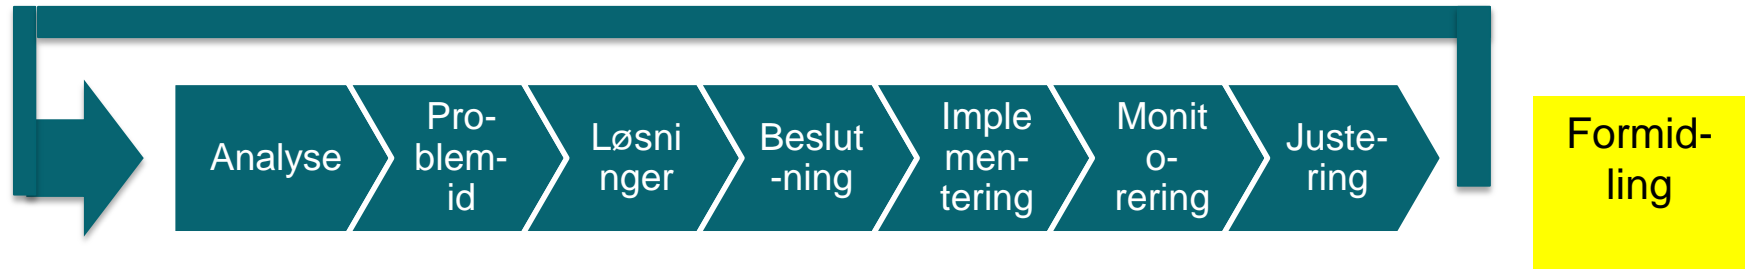 Analyse
Pro-
blem-
id
Løsni
nger
Beslut
-ning
Imple
men-
tering
Monit
o-
rering
Juste-
ring
Formid-
ling